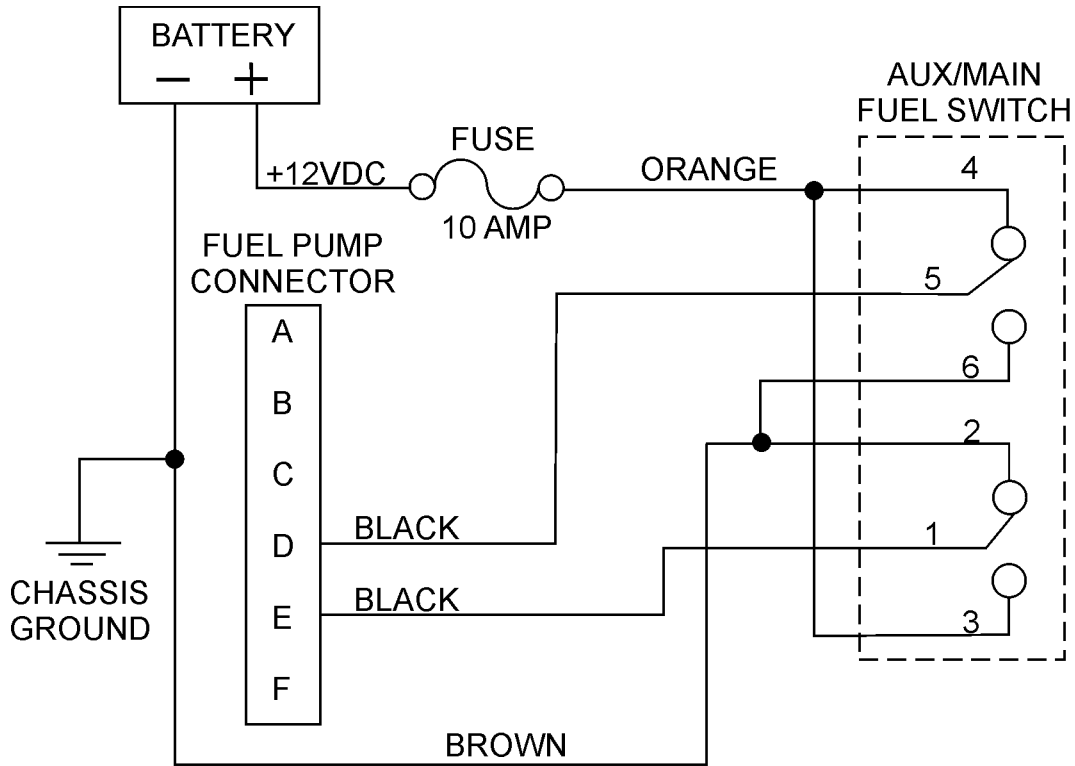 BATTERY
− +
AUX/MAIN
FUEL SWITCH
FUSE
+12VDC
ORANGE
4
10 AMP
FUEL PUMP
CONNECTOR
5
A
6
B
2
C
BLACK
D
1
CHASSIS
GROUND
BLACK
E
3
F
BROWN